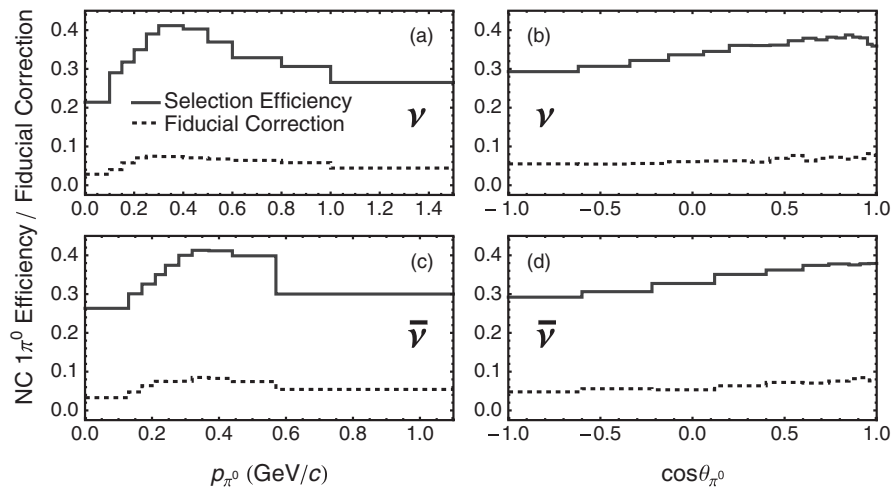 NC 1π⁰ Efficiency / Fiducial Correction
0.4
0.3
0.2
0.1
0.0
(a)
Selection Efficiency
Fiducial Correction
ν
0.0 0.2 0.4 0.6 0.8 1.0 1.2 1.4
0.4
0.3
0.2
0.1
0.0
(b)
ν
−1.0 −0.5 0.0 0.5 1.0
0.4
0.3
0.2
0.1
0.0
(c)
ν̅
0.0 0.2 0.4 0.6 0.8 1.0
p_π⁰ (GeV/c)
0.4
0.3
0.2
0.1
0.0
(d)
ν̅
−1.0 −0.5 0.0 0.5 1.0
cosθ_π⁰